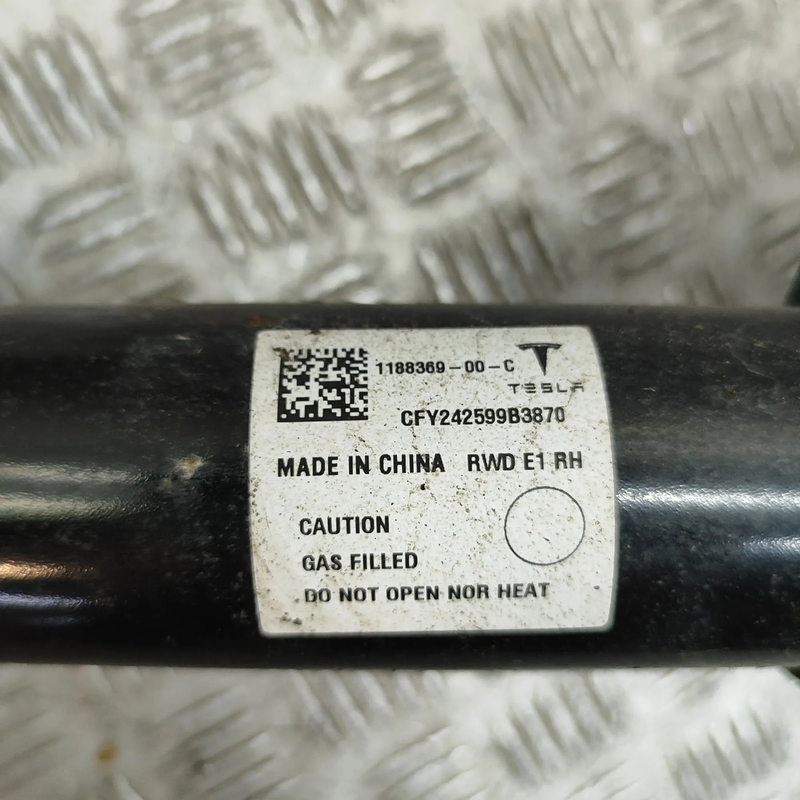 1188369-00-C
TESLA
CFY242599B3870
MADE IN CHINA RWD E1 RH
CAUTION
GAS FILLED
DO NOT OPEN NOR HEAT